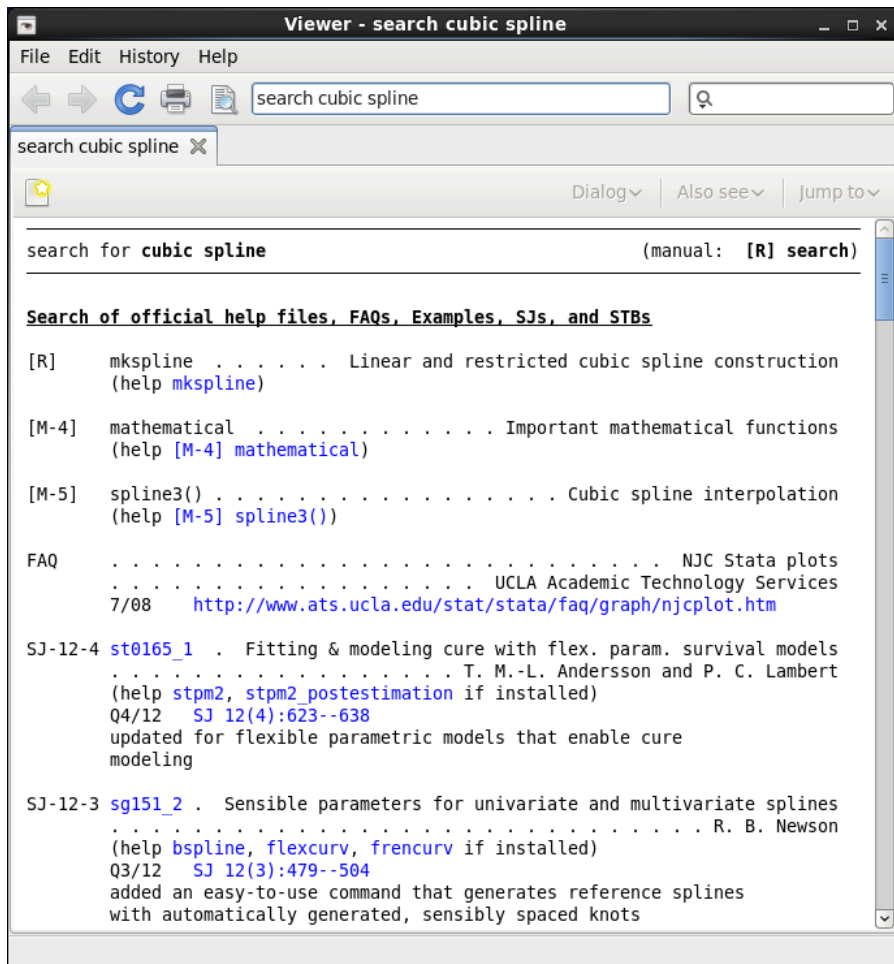 Viewer - search cubic spline
File Edit History Help
search cubic spline
search cubic spline
Dialog Also see Jump to
search for cubic spline (manual: [R] search)
Search of official help files, FAQs, Examples, SJs, and STBs
[R] mkspline . . . . . . Linear and restricted cubic spline construction
(help mkspline)
[M-4] mathematical . . . . . . . . . . . . Important mathematical functions
(help [M-4] mathematical)
[M-5] spline3() . . . . . . . . . . . . . . . . . Cubic spline interpolation
(help [M-5] spline3())
FAQ . . . . . . . . . . . . . . . . . . . . . . . . . . . NJC Stata plots
. . . . . . . . . . . . . . . . . . UCLA Academic Technology Services
7/08 http://www.ats.ucla.edu/stat/stata/faq/graph/njcplot.htm
SJ-12-4 st0165_1 . Fitting & modeling cure with flex. param. survival models
. . . . . . . . . . . . . . . . . T. M.-L. Andersson and P. C. Lambert
(help stpm2, stpm2_postestimation if installed)
Q4/12 SJ 12(4):623--638
updated for flexible parametric models that enable cure
modeling
SJ-12-3 sg151_2 . Sensible parameters for univariate and multivariate splines
. . . . . . . . . . . . . . . . . . . . . . . . . . . . . R. B. Newson
(help bspline, flexcurv, frencurv if installed)
Q3/12 SJ 12(3):479--504
added an easy-to-use command that generates reference splines
with automatically generated, sensibly spaced knots